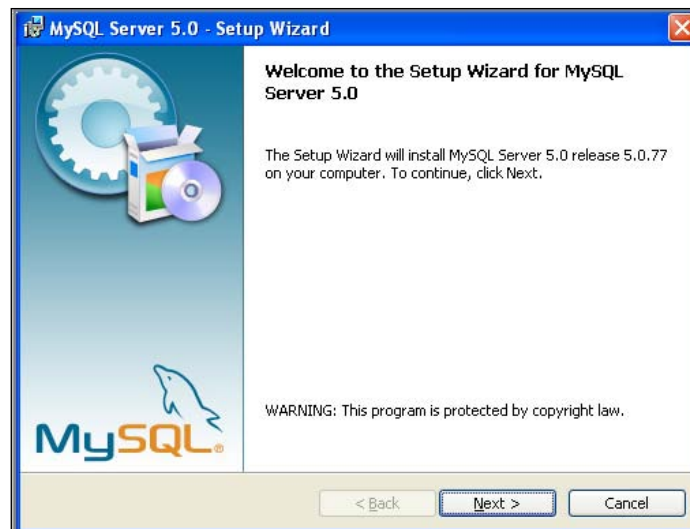 MySQL Server 5.0 - Setup Wizard
Welcome to the Setup Wizard for MySQL
Server 5.0
The Setup Wizard will install MySQL Server 5.0 release 5.0.77
on your computer. To continue, click Next.
WARNING: This program is protected by copyright law.
MySQL®
< Back
Next >
Cancel